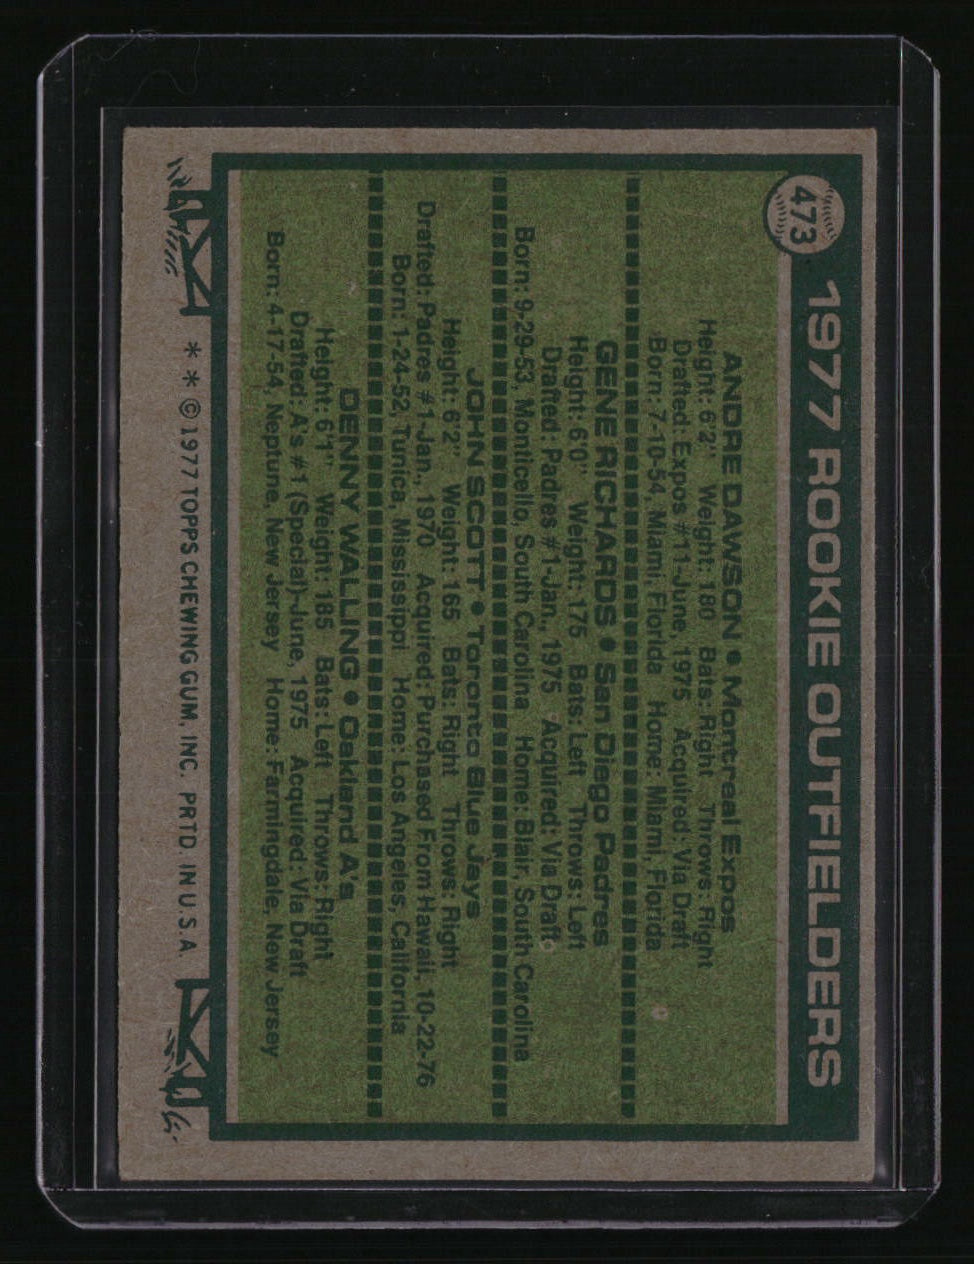 473
1977 ROOKIE OUTFIELDERS
ANDRE DAWSON • Montreal Expos
Height: 6'2" Weight: 180 Bats: Right Throws: Right
Drafted: Expos #11-June, 1975 Acquired: Via Draft
Born: 7-10-54, Miami, Florida Home: Miami, Florida
GENE RICHARDS • San Diego Padres
Height: 6'0" Weight: 175 Bats: Left Throws: Left
Drafted: Padres #1-Jan., 1975 Acquired: Via Draft
Born: 9-29-53, Monticello, South Carolina Home: Blair, South Carolina
JOHN SCOTT • Toronto Blue Jays
Height: 6'2" Weight: 165 Bats: Right Throws: Right
Drafted: Padres #1-Jan., 1970 Acquired: Purchased From Hawaii, 10-22-76
Born: 1-24-52, Tunica, Mississippi Home: Los Angeles, California
DENNY WALLING • Oakland A's
Height: 6'1" Weight: 185 Bats: Left Throws: Right
Drafted: A's #1 (Special)-June, 1975 Acquired: Via Draft
Born: 4-17-54, Neptune, New Jersey Home: Farmingdale, New Jersey
* * © 1977 TOPPS CHEWING GUM, INC. PRTD. IN U.S.A.